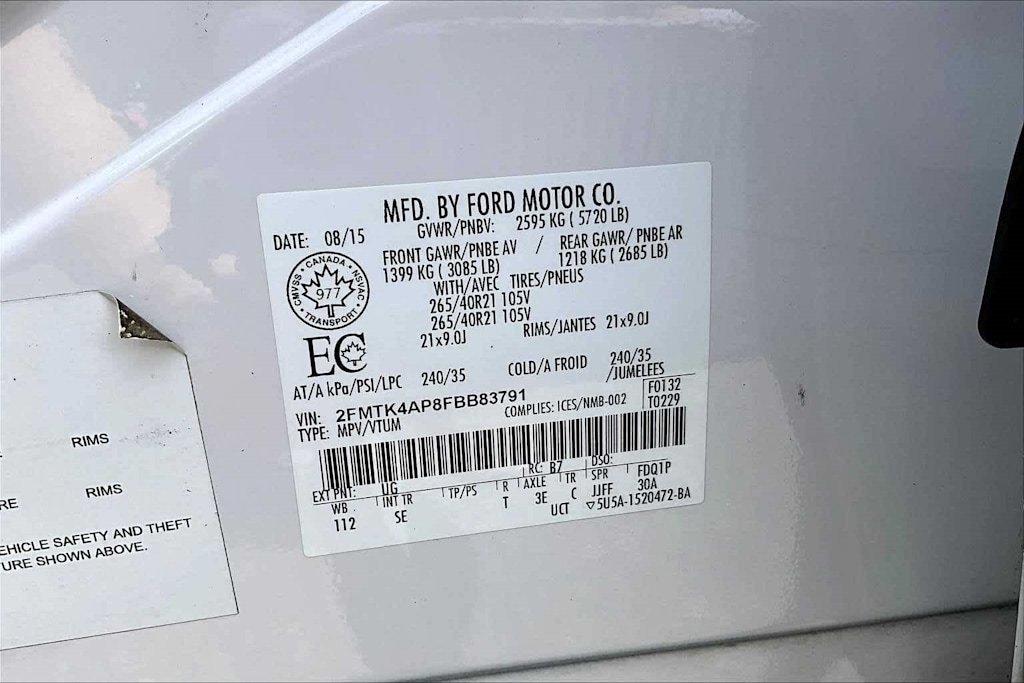 MFD. BY FORD MOTOR CO.
DATE: 08/15
GVWR/PNBV: 2595 KG ( 5720 LB)
FRONT GAWR/PNBE AV / REAR GAWR/ PNBE AR
1399 KG ( 3085 LB) 1218 KG ( 2685 LB)
WITH/AVEC TIRES/PNEUS
265/40R21 105V
265/40R21 105V
21x9.0J RIMS/JANTES 21x9.0J
CANADA
CMVSS • NSVAC
977
TRANSPORT
EC
AT/A kPa/PSI/LPC 240/35 COLD/A FROID 240/35
/JUMELEES
VIN: 2FMTK4AP8FBB83791
F0132
TYPE: MPV/VTUM COMPLIES: ICES/NMB-002
T0229
EXT PNT: UG RC: B7 DSO: FDQ1P
WB INT TR TP/PS R AXLE TR SPR 30A
112 SE T 3E C JJFF
UCT ▽5U5A-1520472-BA
RIMS
RE RIMS
EHICLE SAFETY AND THEFT
URE SHOWN ABOVE.